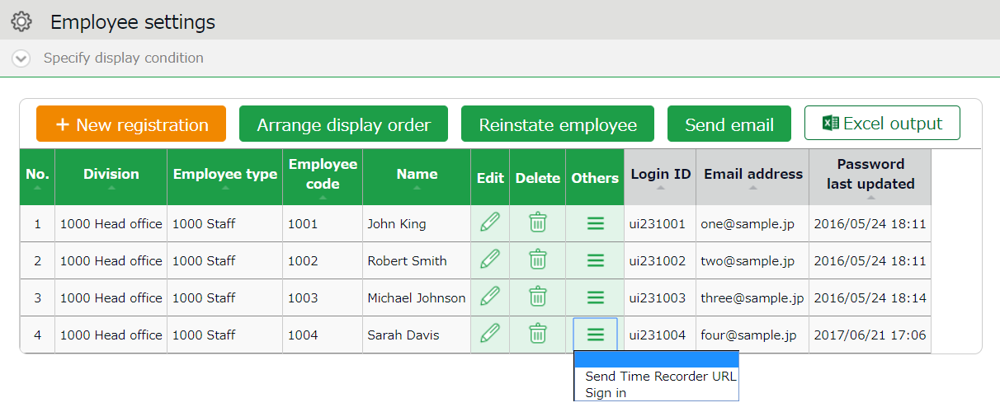 Employee settings
Specify display condition
+ New registration Arrange display order Reinstate employee Send email Excel output
No. Division Employee type Employee code Name Edit Delete Others Login ID Email address Password last updated
1 1000 Head office 1000 Staff 1001 John King ui231001 one@sample.jp 2016/05/24 18:11
2 1000 Head office 1000 Staff 1002 Robert Smith ui231002 two@sample.jp 2016/05/24 18:11
3 1000 Head office 1000 Staff 1003 Michael Johnson ui231003 three@sample.jp 2016/05/24 18:14
4 1000 Head office 1000 Staff 1004 Sarah Davis ui231004 four@sample.jp 2017/06/21 17:06
Send Time Recorder URL
Sign in